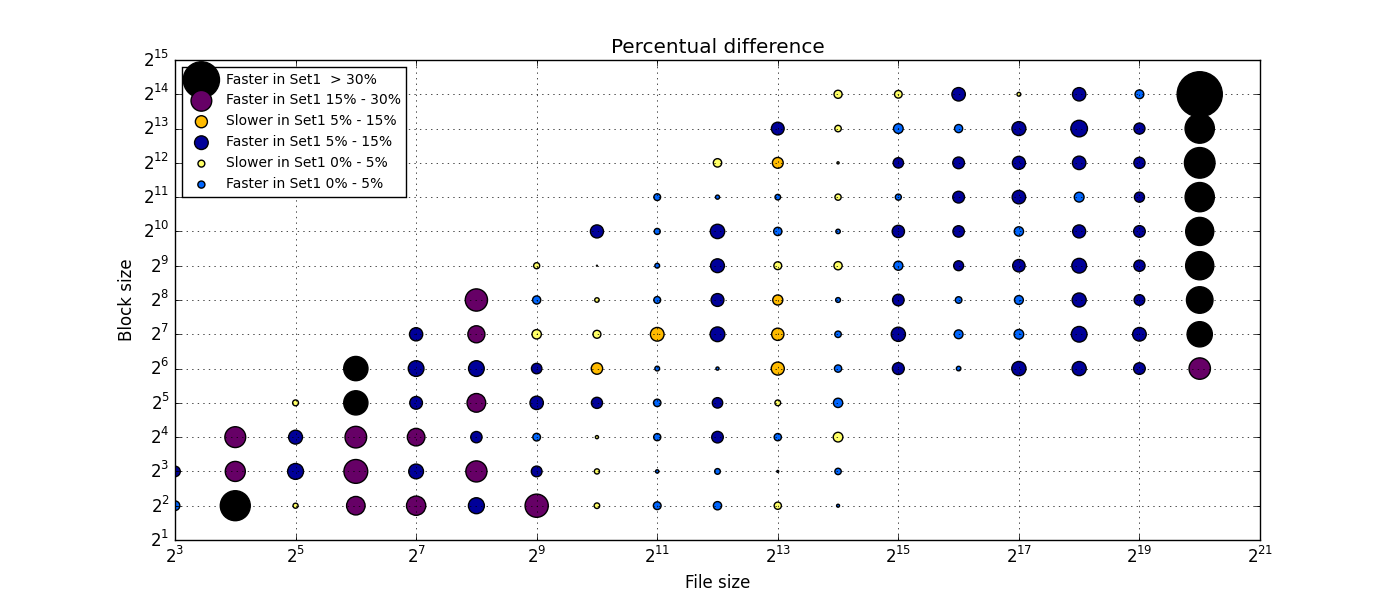 Percentual difference
Faster in Set1  > 30%
Faster in Set1 15% - 30%
Slower in Set1 5% - 15%
Faster in Set1 5% - 15%
Slower in Set1 0% - 5%
Faster in Set1 0% - 5%
Block size
2^15
2^14
2^13
2^12
2^11
2^10
2^9
2^8
2^7
2^6
2^5
2^4
2^3
2^2
2^1
2^3 2^5 2^7 2^9 2^11 2^13 2^15 2^17 2^19 2^21
File size